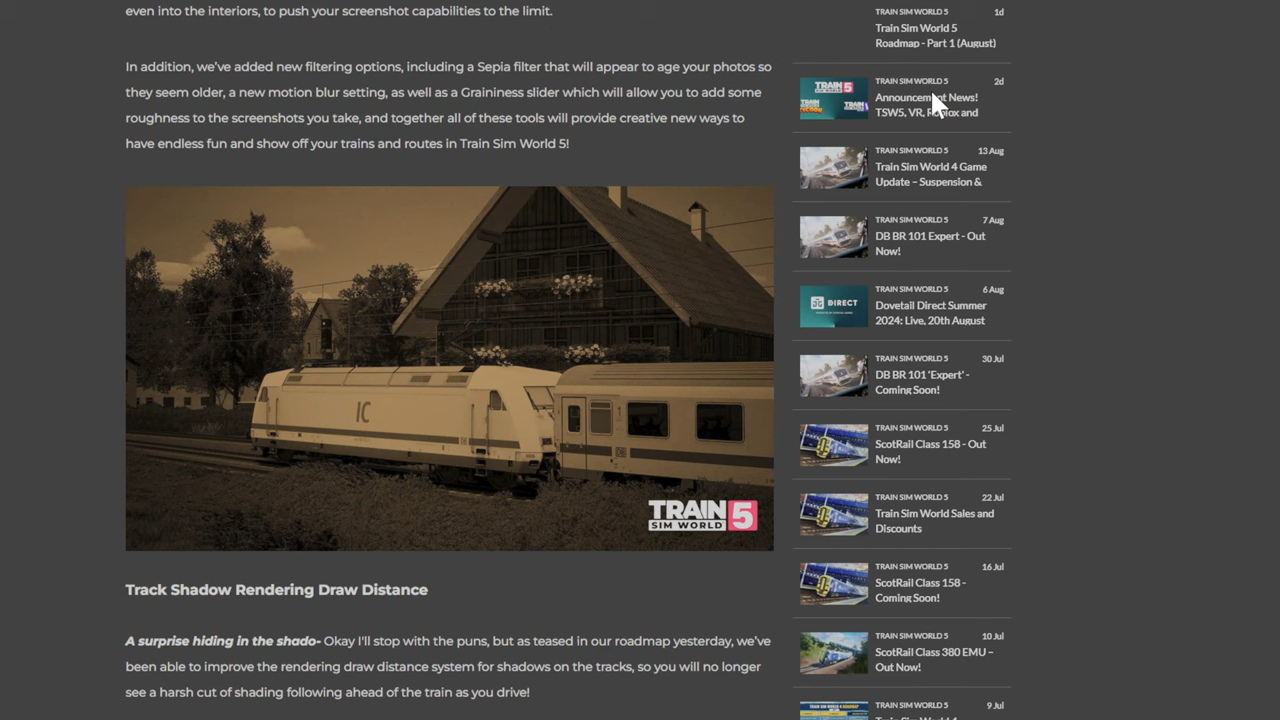 even into the interiors, to push your screenshot capabilities to the limit.
In addition, we've added new filtering options, including a Sepia filter that will appear to age your photos so
they seem older, a new motion blur setting, as well as a Graininess slider which will allow you to add some
roughness to the screenshots you take, and together all of these tools will provide creative new ways to
have endless fun and show off your trains and routes in Train Sim World 5!
IC
TRAIN 5
SIM WORLD
Track Shadow Rendering Draw Distance
A surprise hiding in the shado- Okay I'll stop with the puns, but as teased in our roadmap yesterday, we've
been able to improve the rendering draw distance system for shadows on the tracks, so you will no longer
see a harsh cut of shading following ahead of the train as you drive!
TRAIN SIM WORLD 5 1d
Train Sim World 5
Roadmap - Part 1 (August)
TRAIN 5
TRAIN SIM WORLD 5 2d
Announcement News!
TSW5, VR, Roblox and
TRAIN SIM WORLD 5 13 Aug
Train Sim World 4 Game
Update – Suspension &
TRAIN SIM WORLD 5 7 Aug
DB BR 101 Expert - Out
Now!
DIRECT
TRAIN SIM WORLD 5 6 Aug
Dovetail Direct Summer
2024: Live, 20th August
TRAIN SIM WORLD 5 30 Jul
DB BR 101 'Expert' -
Coming Soon!
TRAIN SIM WORLD 5 25 Jul
ScotRail Class 158 - Out
Now!
TRAIN SIM WORLD 5 22 Jul
Train Sim World Sales and
Discounts
TRAIN SIM WORLD 5 16 Jul
ScotRail Class 158 -
Coming Soon!
TRAIN SIM WORLD 5 10 Jul
ScotRail Class 380 EMU –
Out Now!
TRAIN SIM WORLD 5 9 Jul
Train Sim World 4